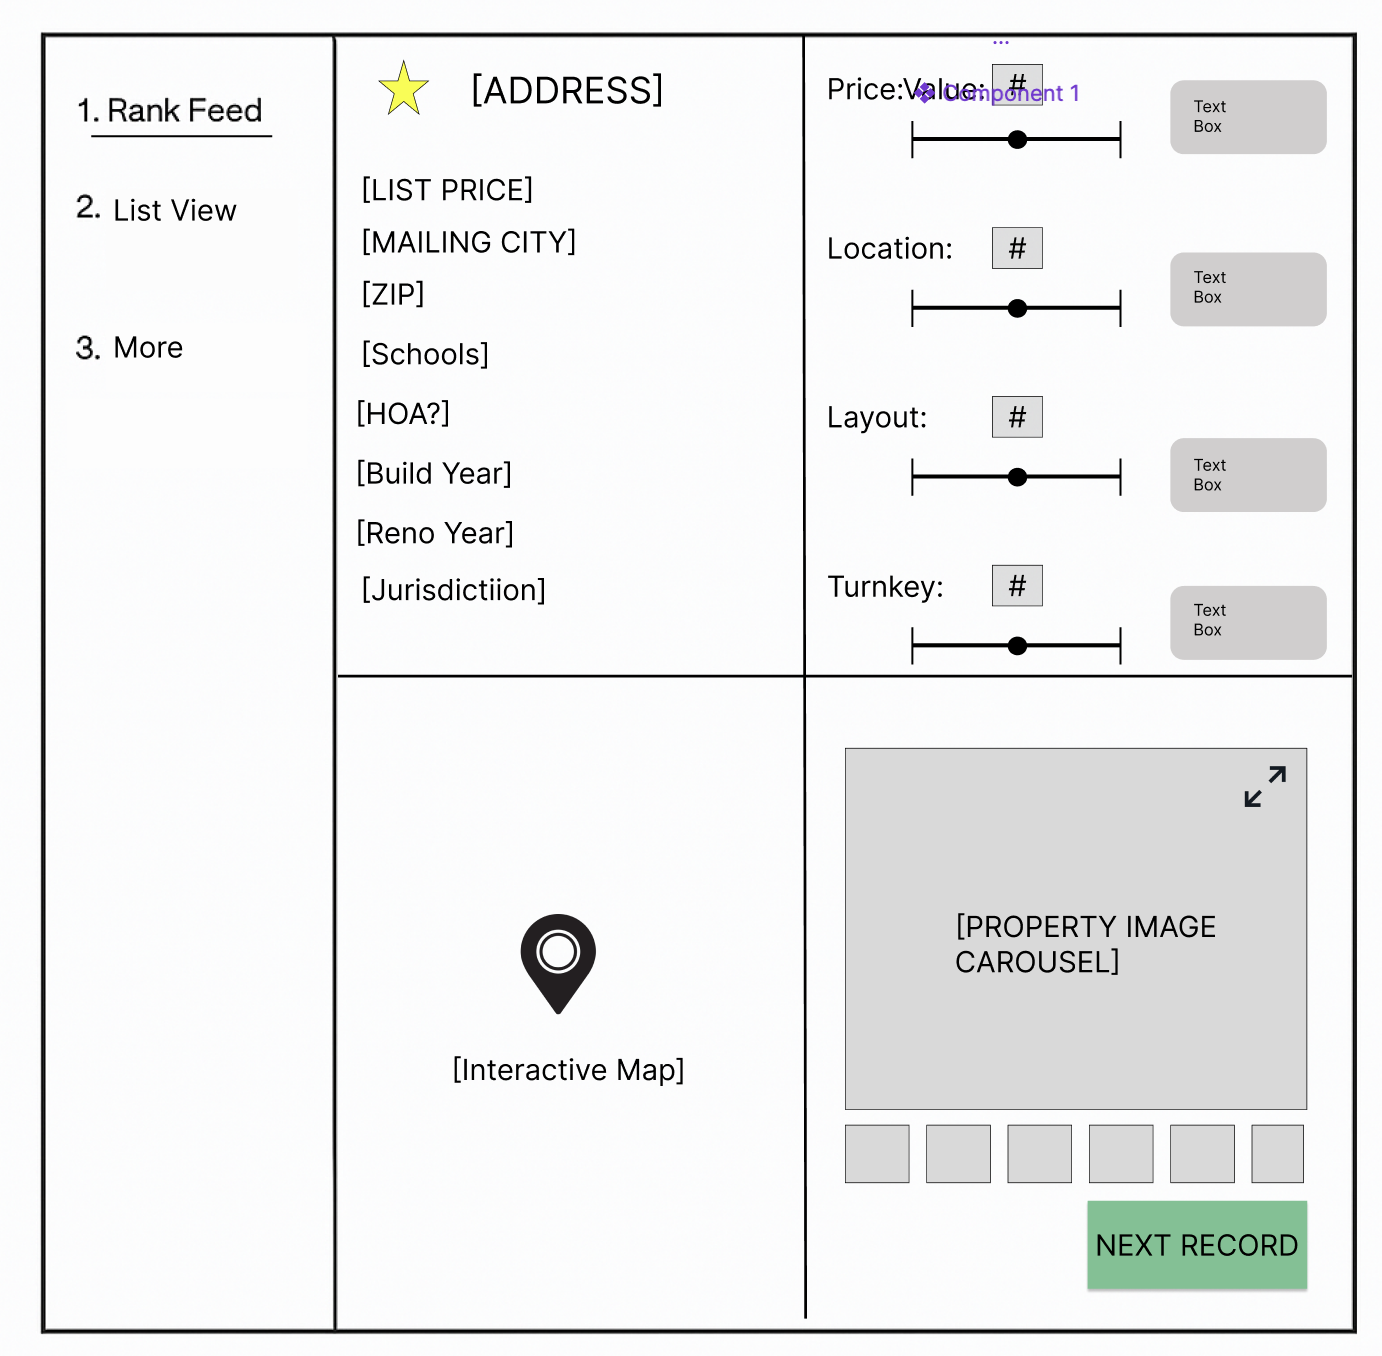 1. Rank Feed
2. List View
3. More
[ADDRESS]
[LIST PRICE]
[MAILING CITY]
[ZIP]
[Schools]
[HOA?]
[Build Year]
[Reno Year]
[Jurisdictiion]
...
Price:Value: #
Component 1
Text
Box
Location: #
Text
Box
Layout: #
Text
Box
Turnkey: #
Text
Box
[Interactive Map]
[PROPERTY IMAGE
CAROUSEL]
NEXT RECORD